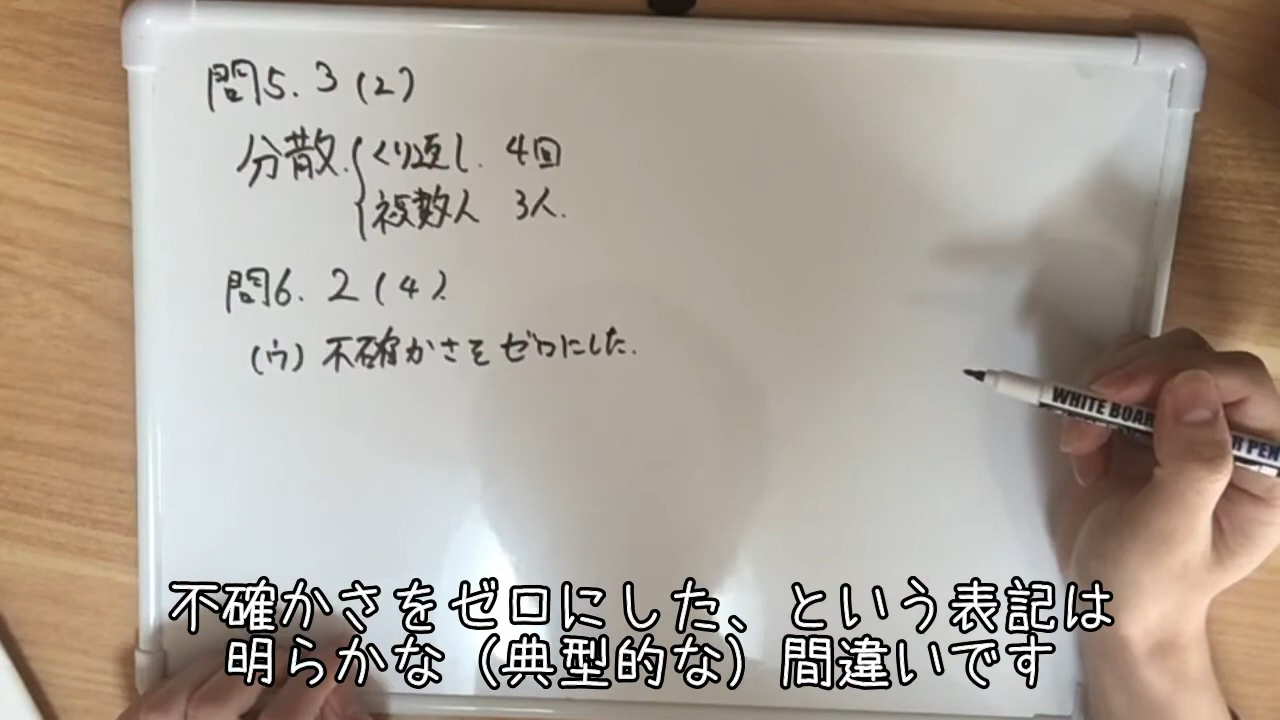 問5.3(2)
分散.{くり返し. 4回
複数人 3人.
問6.2(4)
(ウ)不確かさをゼロにした.
WHITE BOAR
R PEN
不確かさをゼロにした、という表記は
明らかな（典型的な）間違いです